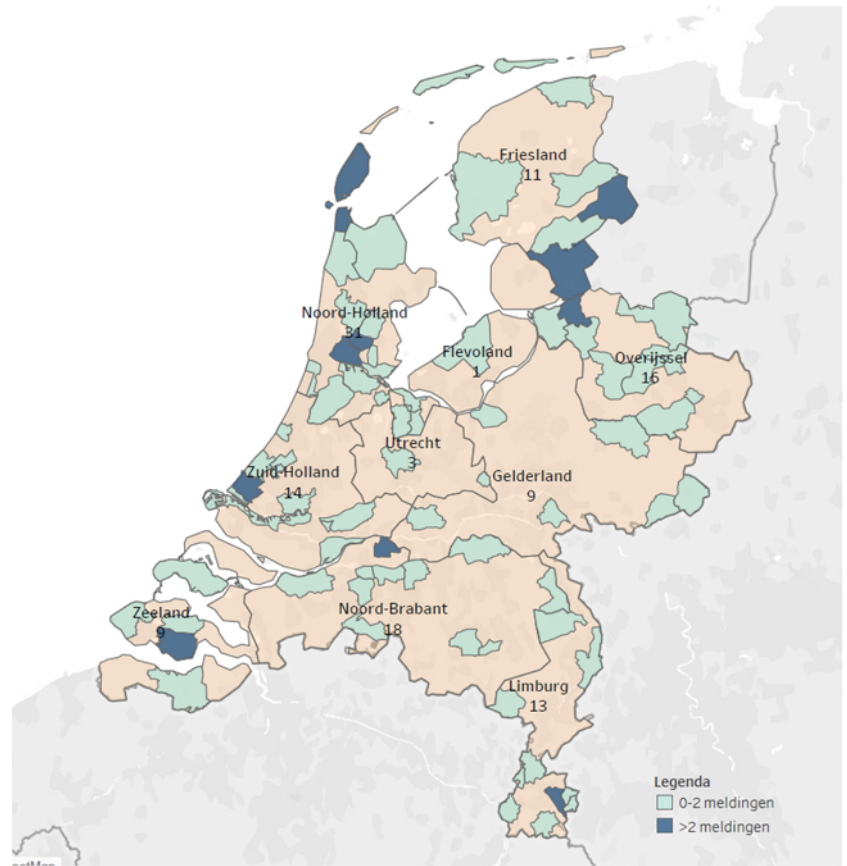 Friesland
11
Noord-Holland
31
Flevoland
1
Overijssel
16
Utrecht
3
Zuid-Holland
14
Gelderland
9
Zeeland
9
Noord-Brabant
18
Limburg
13
Legenda
0-2 meldingen
>2 meldingen